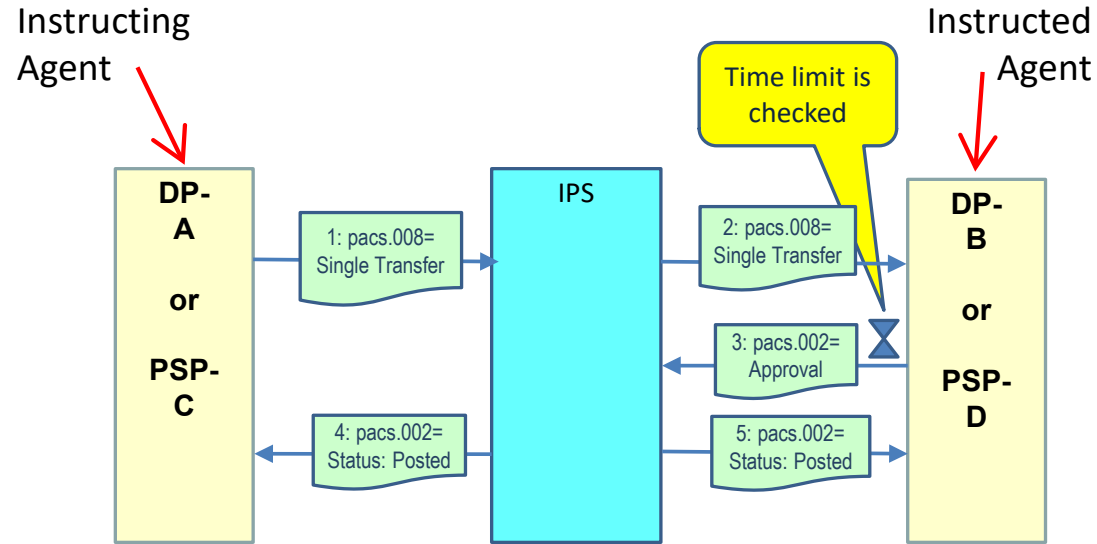 Instructing
Agent
Instructed
Agent
Time limit is
checked
DP-
A
or
PSP-
C
IPS
DP-
B
or
PSP-
D
1: pacs.008=
Single Transfer
2: pacs.008=
Single Transfer
3: pacs.002=
Approval
4: pacs.002=
Status: Posted
5: pacs.002=
Status: Posted